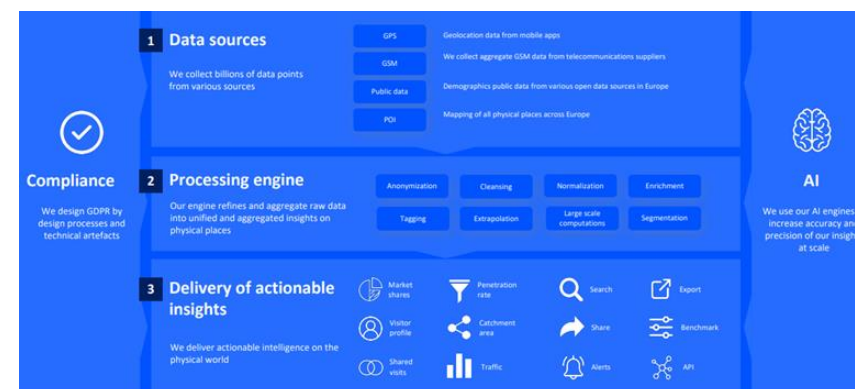 Compliance
We design GDPR by
design processes and
technical artefacts
1 Data sources
We collect billions of data points
from various sources
GPS
Geolocation data from mobile apps
GSM
We collect aggregate GSM data from telecommunications suppliers
Public data
Demographics public data from various open data sources in Europe
POI
Mapping of all physical places across Europe
2 Processing engine
Our engine refines and aggregate raw data
into unified and aggregated insights on
physical places
Anonymization
Cleansing
Normalization
Enrichment
Tagging
Extrapolation
Large scale
computations
Segmentation
3 Delivery of actionable
insights
We deliver actionable intelligence on the
physical world
Market
shares
Penetration
rate
Search
Export
Visitor
profile
Catchment
area
Share
Benchmark
Shared
visits
Traffic
Alerts
API
AI
We use our AI engines
increase accuracy and
precision of our insight
at scale